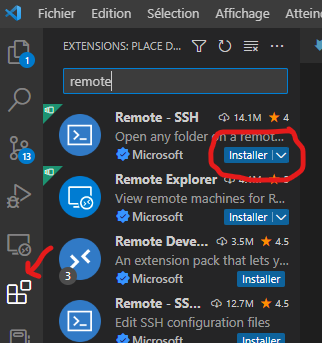 Fichier Édition Sélection Affichage Atteindre
EXTENSIONS: PLACE D...
remote
1
13
Remote - SSH 14.1M 4
Open any folder on a remot...
Microsoft Installer
Remote Explorer
View remote machines for R...
Microsoft Installer
Remote Deve... 3.5M 4.5
An extension pack that lets y...
3
Microsoft Installer
Remote - SS... 12.7M 4.5
Edit SSH configuration files
Microsoft Installer